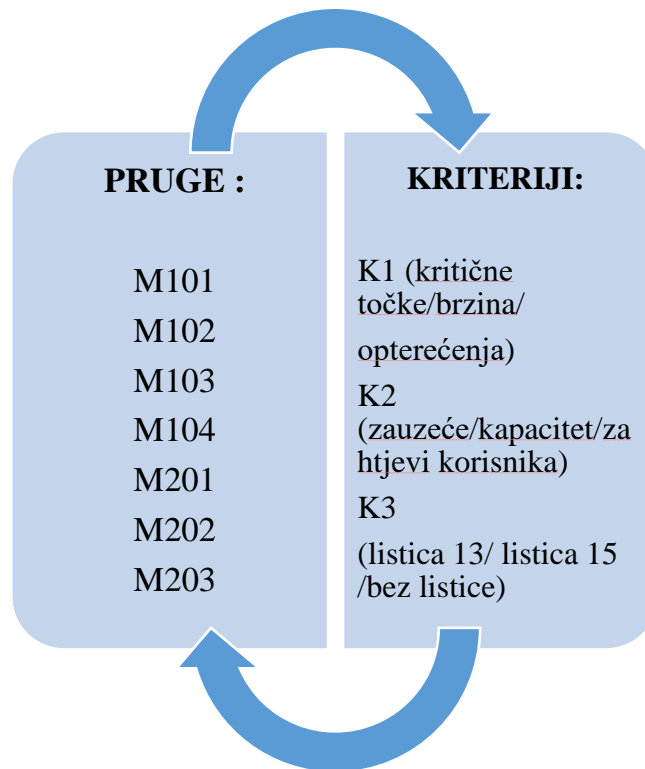 PRUGE :
M101
M102
M103
M104
M201
M202
M203
KRITERIJI:
K1 (kritične
točke/brzina/
opterećenja)
K2
(zauzeće/kapacitet/za
htjevi korisnika)
K3
(listica 13/ listica 15
/bez listice)